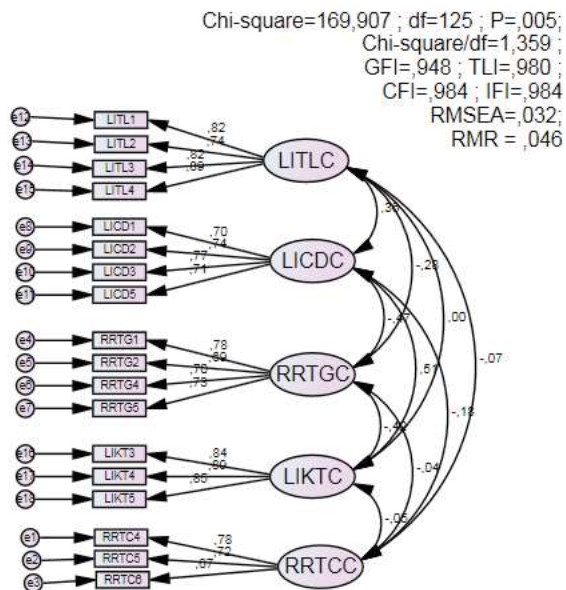 Chi-square=169,907 ; df=125 ; P=,005;
Chi-square/df=1,359 ;
GFI=,948 ; TLI=,980 ;
CFI=,984 ; IFI=,984
RMSEA=,032;
RMR = ,046
e12 LITL1 ,82
e13 LITL2 ,74
e14 LITL3 ,82
e15 LITL4
LITLC
e8 LICD1 ,70
e9 LICD2 ,74
e10 LICD3 ,77
e11 LICD5 ,71
LICDC
e4 RRTG1 ,78
e5 RRTG2
e6 RRTG4
e7 RRTG5 ,73
RRTGC
e16 LIKT3 ,84
e17 LIKT4
e18 LIKT5 ,85
LIKTC
e1 RRTC4 ,78
e2 RRTC5 ,72
e3 RRTC6 ,67
RRTCC
-,28
,00
-,07
-,47
,51
-,18
-,42
-,04
-,05